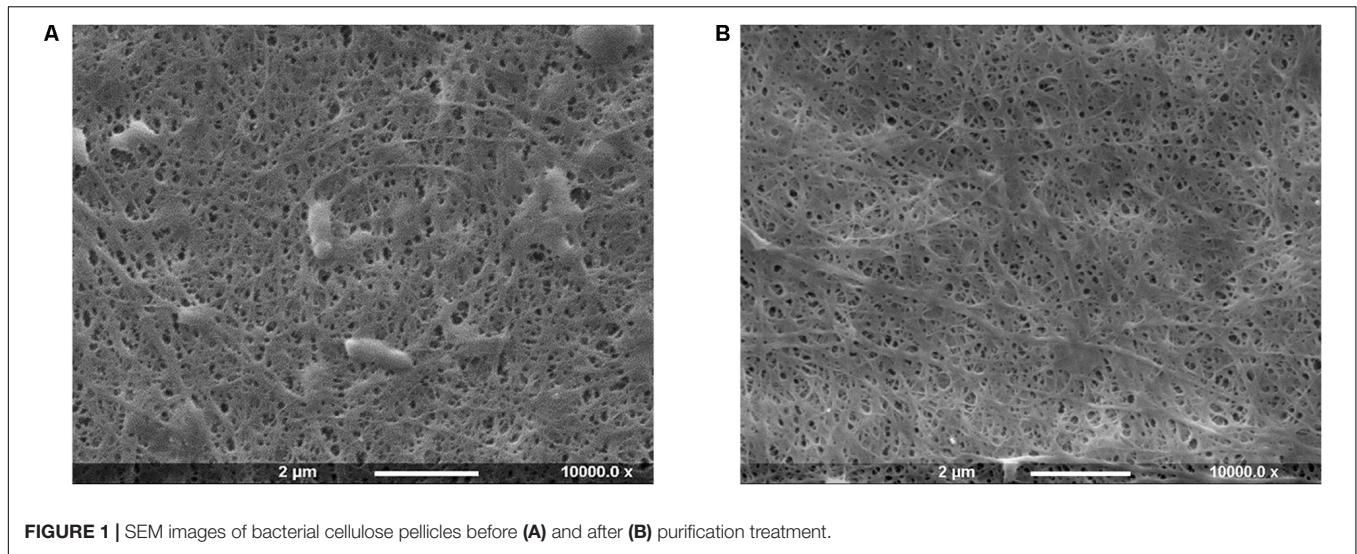 A
B
2 µm 10000.0 x
2 µm 10000.0 x
FIGURE 1 | SEM images of bacterial cellulose pellicles before (A) and after (B) purification treatment.